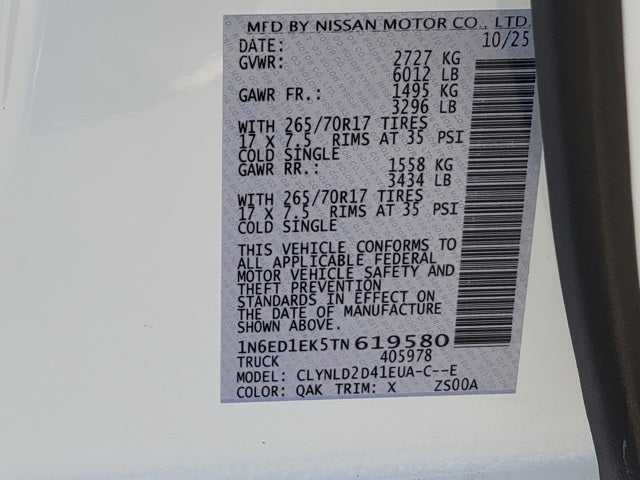 MFD BY NISSAN MOTOR CO., LTD.
DATE: 10/25
GVWR: 2727 KG
6012 LB
GAWR FR.: 1495 KG
3296 LB
WITH 265/70R17 TIRES
17 X 7.5 RIMS AT 35 PSI
COLD SINGLE
GAWR RR.: 1558 KG
3434 LB
WITH 265/70R17 TIRES
17 X 7.5 RIMS AT 35 PSI
COLD SINGLE
THIS VEHICLE CONFORMS TO
ALL APPLICABLE FEDERAL
MOTOR VEHICLE SAFETY AND
THEFT PREVENTION
STANDARDS IN EFFECT ON
THE DATE OF MANUFACTURE
SHOWN ABOVE.
1N6ED1EK5TN619580
TRUCK 405978
MODEL: CLYNLD2D41EUA-C--E
COLOR: QAK TRIM: X ZS00A